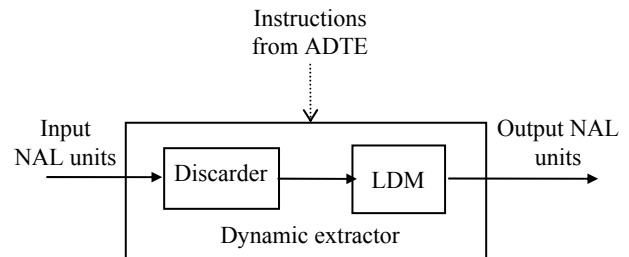 Instructions
from ADTE
Input
NAL units
Output NAL
units
Discarder
LDM
Dynamic extractor